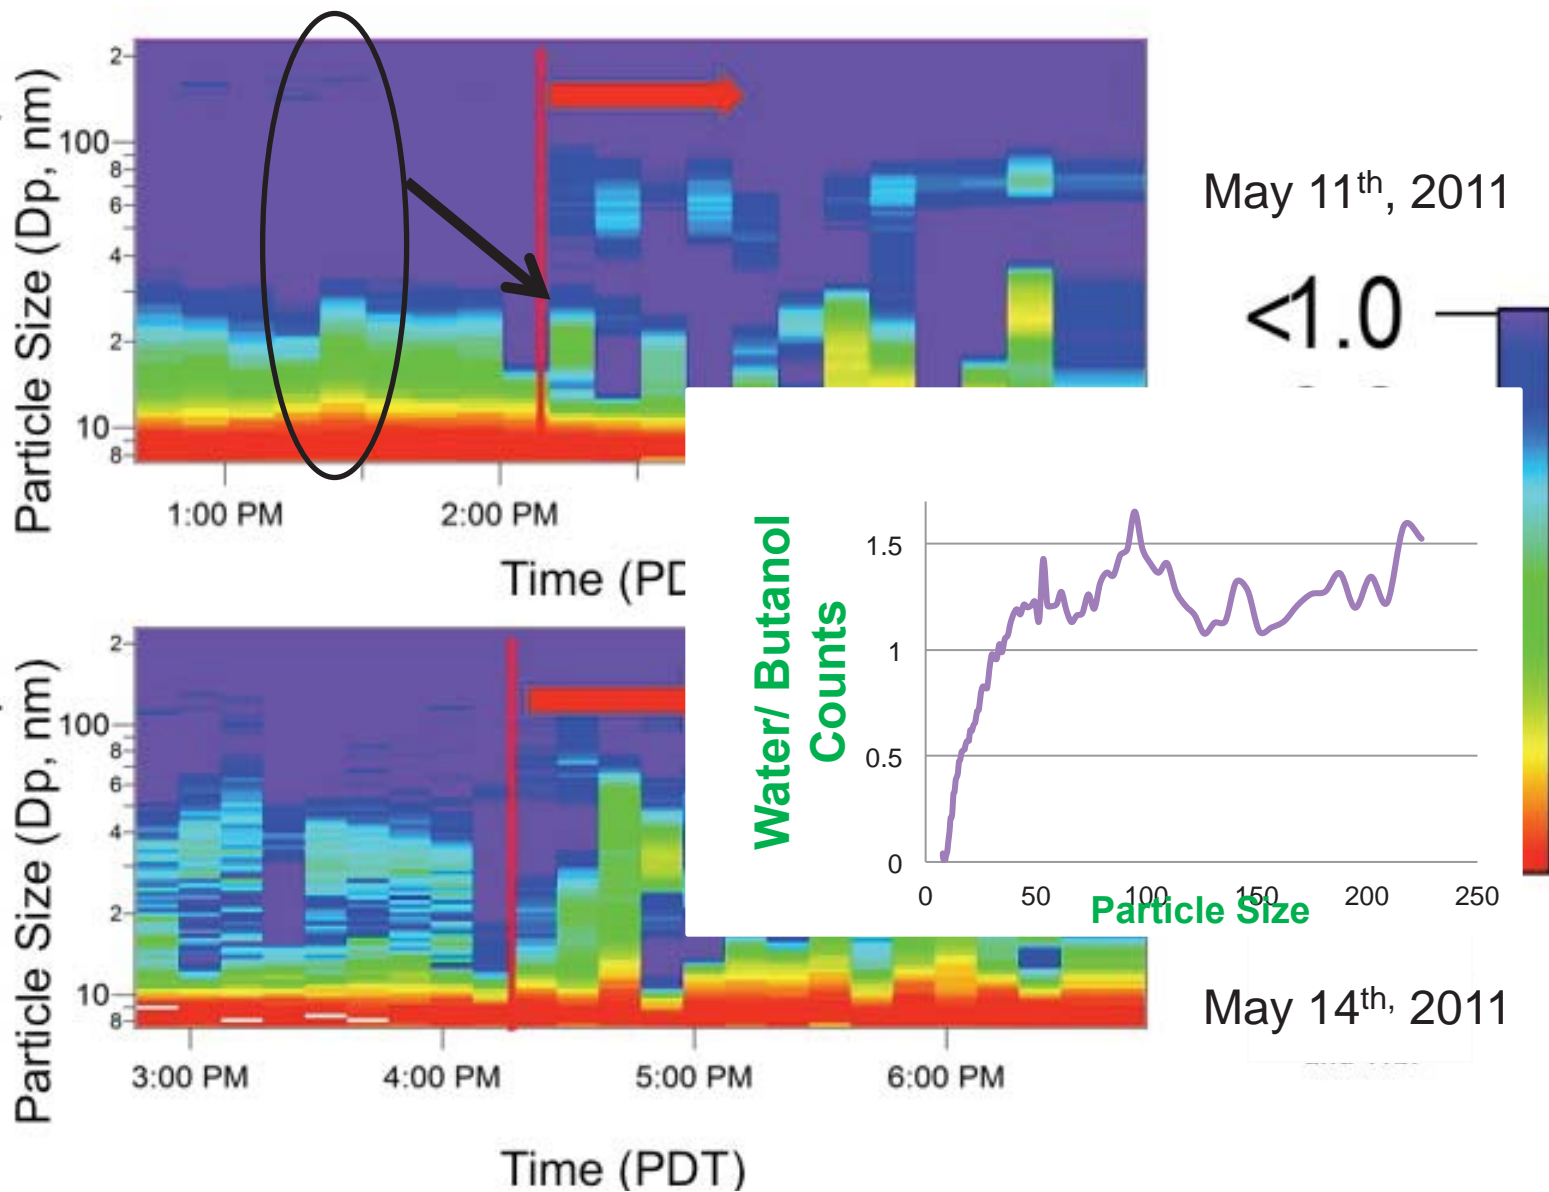 Particle Size (Dp, nm)
2
100
8
6
4
2
10
8
1:00 PM
2:00 PM
Time (PD
May 11th, 2011
<1.0
Water/ Butanol
Counts
1.5
1
0.5
0
0
50
100
150
200
250
Particle Size
Particle Size (Dp, nm)
2
100
8
6
4
2
10
8
3:00 PM
4:00 PM
5:00 PM
6:00 PM
Time (PDT)
May 14th, 2011